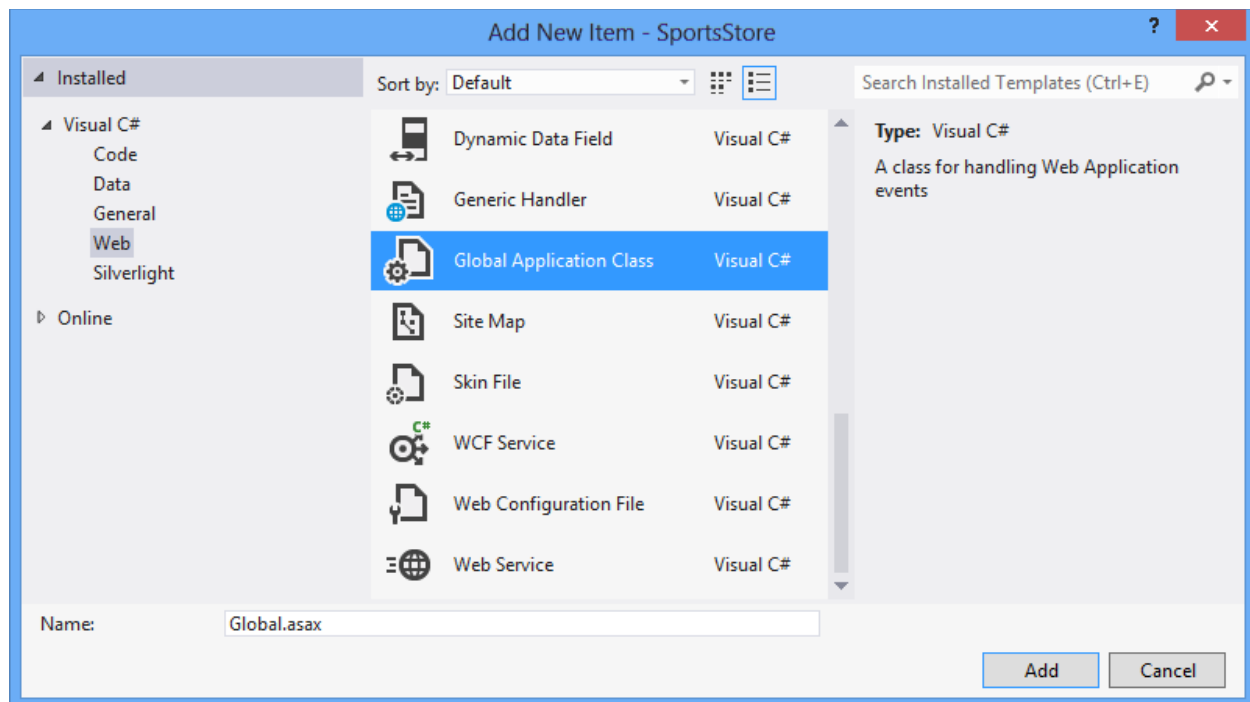 Add New Item - SportsStore
?
Installed
Sort by: Default
Search Installed Templates (Ctrl+E)
Visual C#
Code
Data
General
Web
Silverlight
Online
Dynamic Data Field Visual C#
Generic Handler Visual C#
Global Application Class Visual C#
Site Map Visual C#
Skin File Visual C#
C#
WCF Service Visual C#
Web Configuration File Visual C#
Web Service Visual C#
Type: Visual C#
A class for handling Web Application
events
Name: Global.asax
Add Cancel